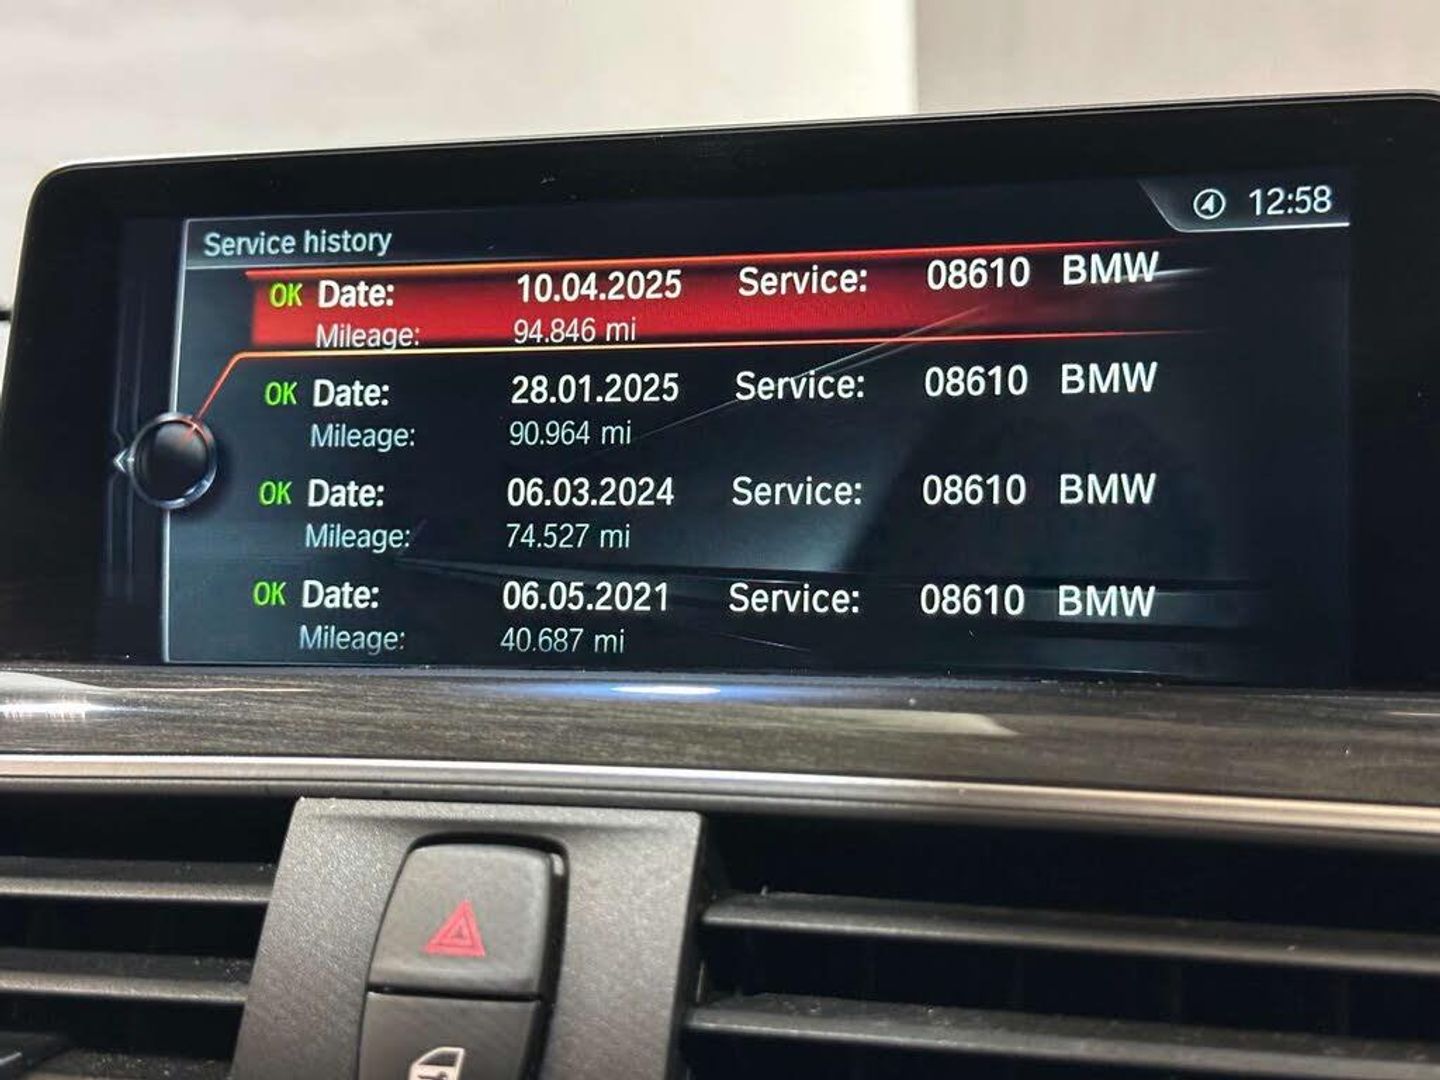 12:58
Service history
OK Date: 10.04.2025 Service: 08610 BMW
Mileage: 94.846 mi
OK Date: 28.01.2025 Service: 08610 BMW
Mileage: 90.964 mi
OK Date: 06.03.2024 Service: 08610 BMW
Mileage: 74.527 mi
OK Date: 06.05.2021 Service: 08610 BMW
Mileage: 40.687 mi